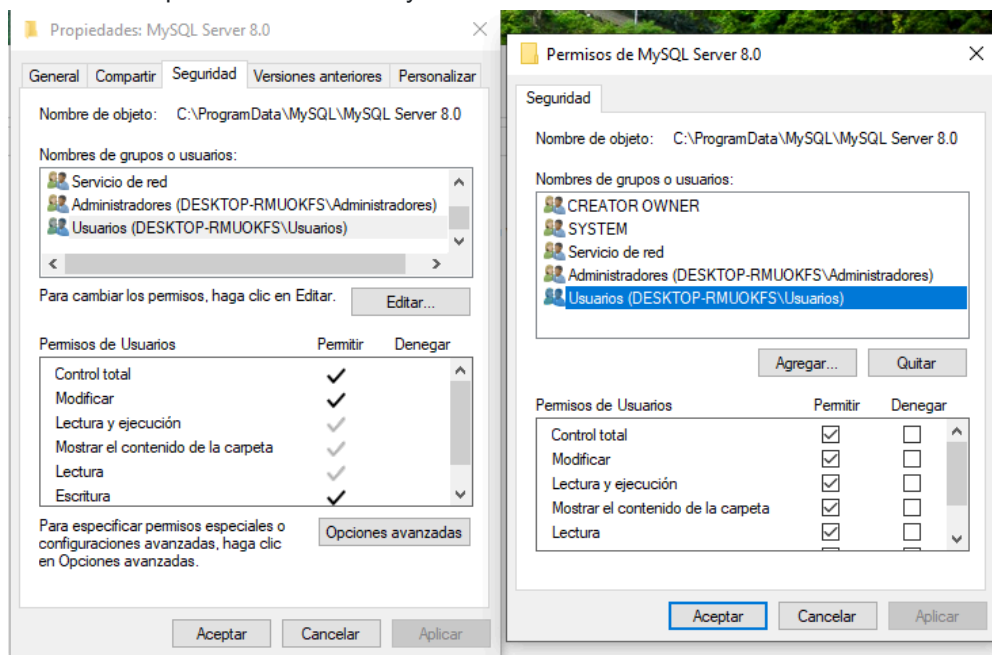 Propiedades: MySQL Server 8.0
General Compartir Seguridad Versiones anteriores Personalizar
Nombre de objeto: C:\ProgramData\MySQL\MySQL Server 8.0
Nombres de grupos o usuarios:
Servicio de red
Administradores (DESKTOP-RMUOKFS\Administradores)
Usuarios (DESKTOP-RMUOKFS\Usuarios)
Para cambiar los permisos, haga clic en Editar.
Editar...
Permisos de Usuarios Permitir Denegar
Control total
Modificar
Lectura y ejecución
Mostrar el contenido de la carpeta
Lectura
Escritura
Para especificar permisos especiales o
configuraciones avanzadas, haga clic
en Opciones avanzadas.
Opciones avanzadas
Aceptar Cancelar Aplicar
Permisos de MySQL Server 8.0
Seguridad
Nombre de objeto: C:\ProgramData\MySQL\MySQL Server 8.0
Nombres de grupos o usuarios:
CREATOR OWNER
SYSTEM
Servicio de red
Administradores (DESKTOP-RMUOKFS\Administradores)
Usuarios (DESKTOP-RMUOKFS\Usuarios)
Agregar... Quitar
Permisos de Usuarios Permitir Denegar
Control total
Modificar
Lectura y ejecución
Mostrar el contenido de la carpeta
Lectura
Aceptar Cancelar Aplicar